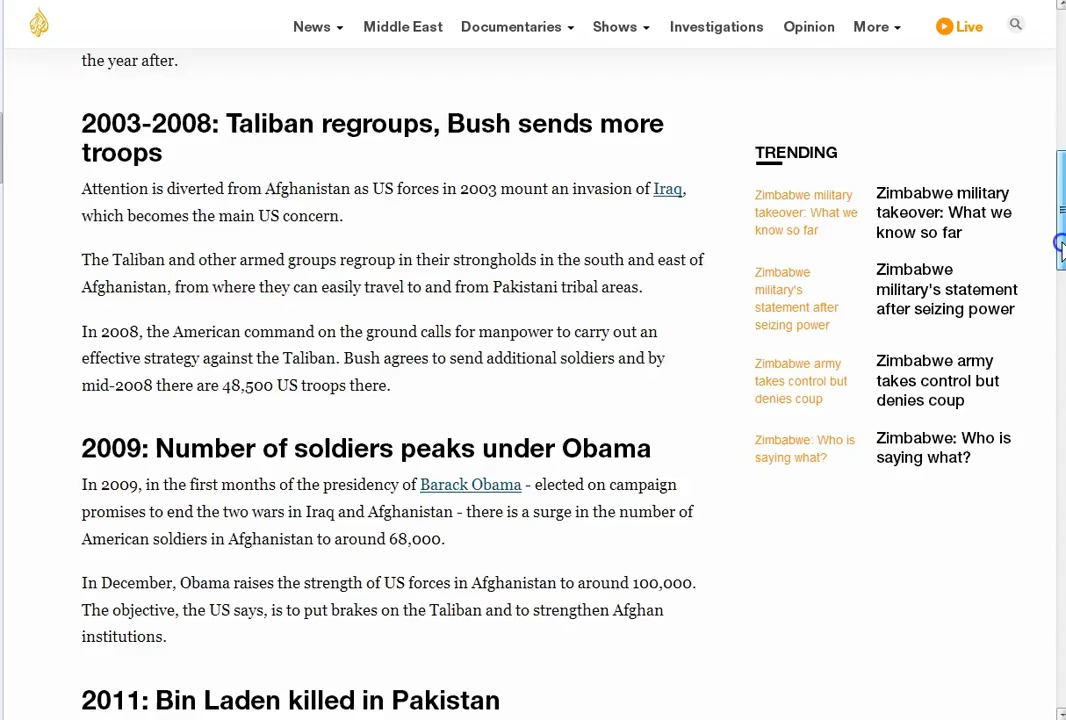 News Middle East Documentaries Shows Investigations Opinion More Live
the year after.
2003-2008: Taliban regroups, Bush sends more
troops
Attention is diverted from Afghanistan as US forces in 2003 mount an invasion of Iraq,
which becomes the main US concern.
The Taliban and other armed groups regroup in their strongholds in the south and east of
Afghanistan, from where they can easily travel to and from Pakistani tribal areas.
In 2008, the American command on the ground calls for manpower to carry out an
effective strategy against the Taliban. Bush agrees to send additional soldiers and by
mid-2008 there are 48,500 US troops there.
2009: Number of soldiers peaks under Obama
In 2009, in the first months of the presidency of Barack Obama - elected on campaign
promises to end the two wars in Iraq and Afghanistan - there is a surge in the number of
American soldiers in Afghanistan to around 68,000.
In December, Obama raises the strength of US forces in Afghanistan to around 100,000.
The objective, the US says, is to put brakes on the Taliban and to strengthen Afghan
institutions.
2011: Bin Laden killed in Pakistan
TRENDING
Zimbabwe military
takeover: What we
know so far
Zimbabwe military
takeover: What we
know so far
Zimbabwe
military's
statement after
seizing power
Zimbabwe
military's statement
after seizing power
Zimbabwe army
takes control but
denies coup
Zimbabwe army
takes control but
denies coup
Zimbabwe: Who is
saying what?
Zimbabwe: Who is
saying what?